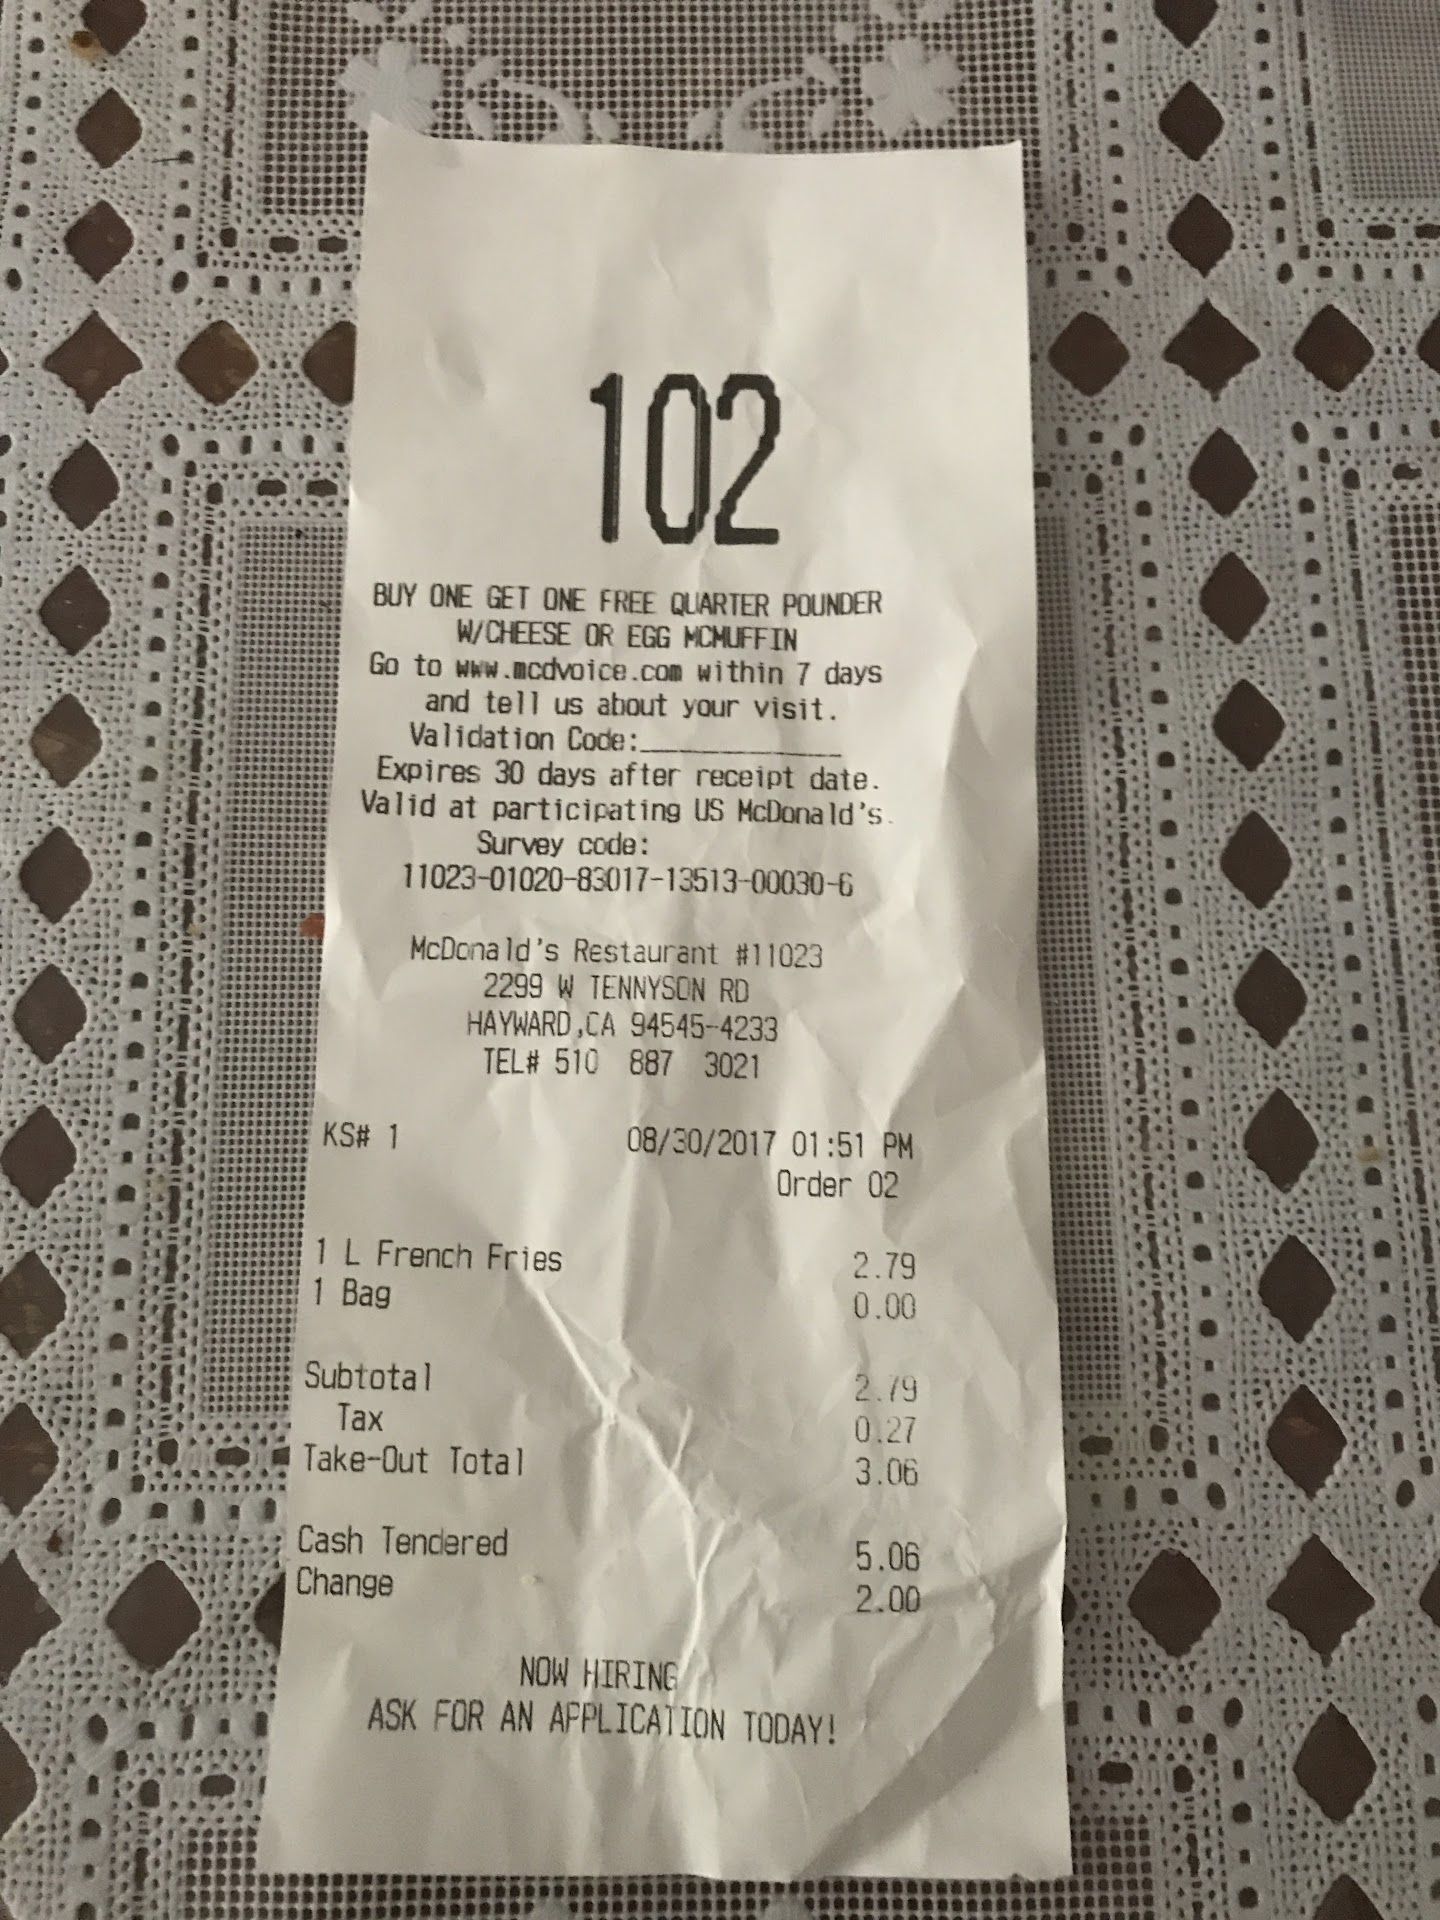 102
BUY ONE GET ONE FREE QUARTER POUNDER
W/CHEESE OR EGG MCMUFFIN
Go to www.mcdvoice.com within 7 days
and tell us about your visit.
Validation Code:______________
Expires 30 days after receipt date.
Valid at participating US McDonald's.
Survey code:
11023-01020-83017-13513-00030-6
McDonald's Restaurant #11023
2299 W TENNYSON RD
HAYWARD,CA 94545-4233
TEL# 510 887 3021
KS# 1 08/30/2017 01:51 PM
Order 02
1 L French Fries 2.79
1 Bag 0.00
Subtotal 2.79
Tax 0.27
Take-Out Total 3.06
Cash Tendered 5.06
Change 2.00
NOW HIRING
ASK FOR AN APPLICATION TODAY!